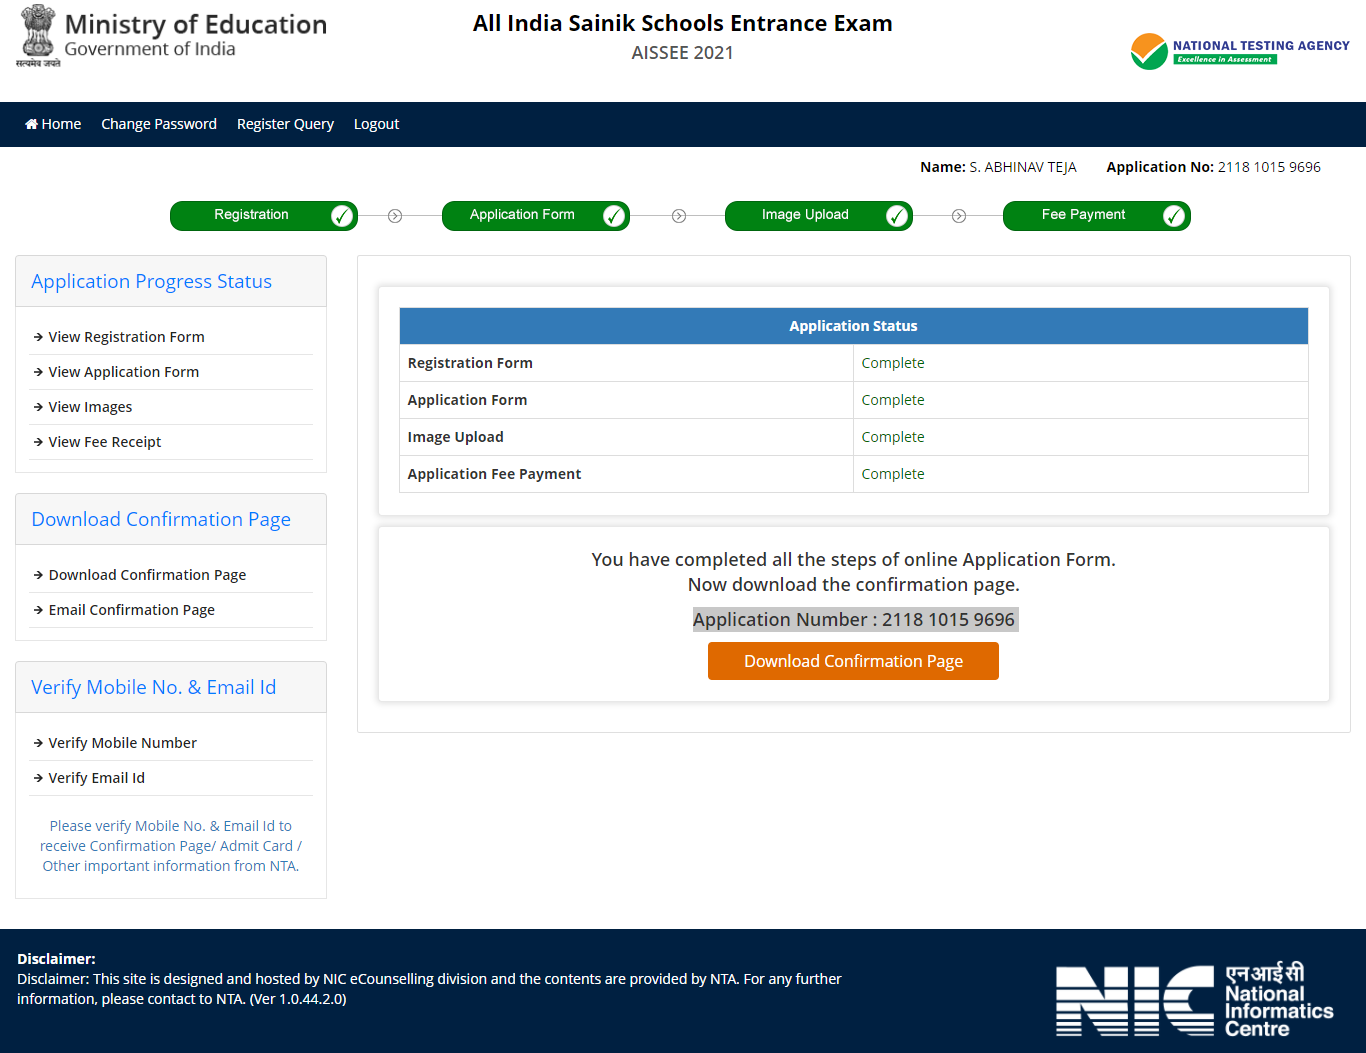 Ministry of Education
Government of India
सत्यमेव जयते
All India Sainik Schools Entrance Exam
AISSEE 2021
NATIONAL TESTING AGENCY
Excellence in Assessment
Home Change Password Register Query Logout
Name: S. ABHINAV TEJA Application No: 2118 1015 9696
Registration Application Form Image Upload Fee Payment
Application Progress Status
View Registration Form
View Application Form
View Images
View Fee Receipt
Download Confirmation Page
Download Confirmation Page
Email Confirmation Page
Verify Mobile No. & Email Id
Verify Mobile Number
Verify Email Id
Please verify Mobile No. & Email Id to
receive Confirmation Page/ Admit Card /
Other important information from NTA.
Application Status
Registration Form Complete
Application Form Complete
Image Upload Complete
Application Fee Payment Complete
You have completed all the steps of online Application Form.
Now download the confirmation page.
Application Number : 2118 1015 9696
Download Confirmation Page
Disclaimer:
Disclaimer: This site is designed and hosted by NIC eCounselling division and the contents are provided by NTA. For any further
information, please contact to NTA. (Ver 1.0.44.2.0)
NIC
एन आई सी
National
Informatics
Centre